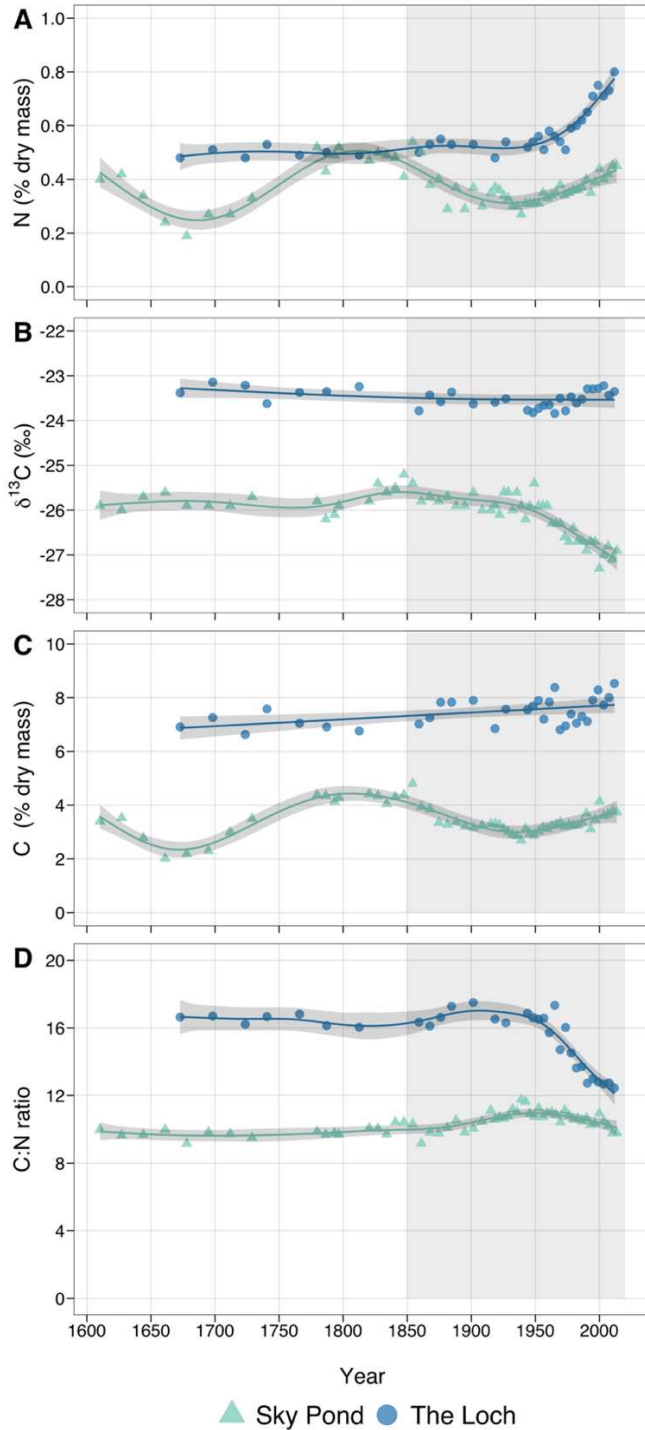 A
N (% dry mass)
1.0
0.8
0.6
0.4
0.2
0.0
B
δ13C (‰)
-22
-23
-24
-25
-26
-27
-28
C
C (% dry mass)
10
8
6
4
2
0
D
C:N ratio
20
16
12
8
4
0
1600 1650 1700 1750 1800 1850 1900 1950 2000
Year
Sky Pond The Loch